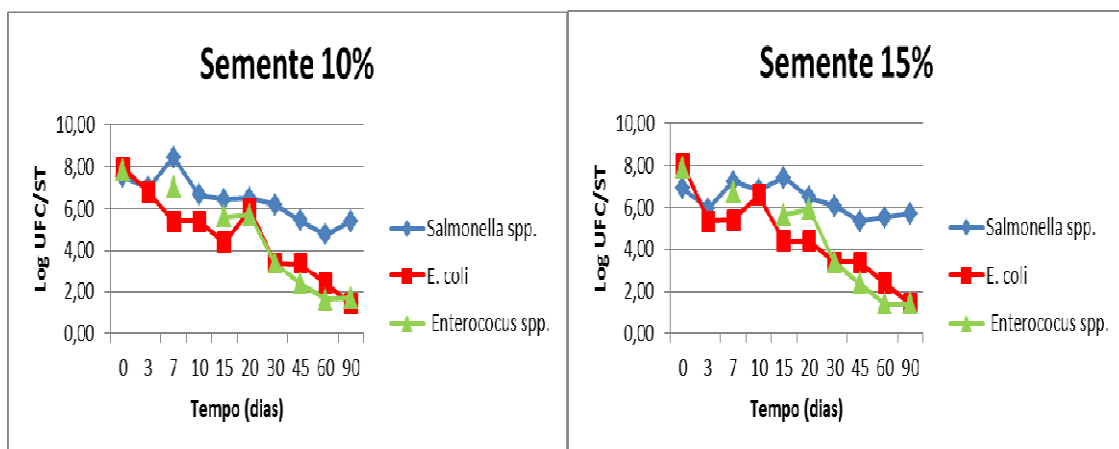 Semente 10%
Log UFC/ST
10,00
8,00
6,00
4,00
2,00
0,00
0 3 7 10 15 20 30 45 60 90
Tempo (dias)
Salmonella spp.
E. coli
Enterococus spp.
Semente 15%
Log UFC/ST
10,00
8,00
6,00
4,00
2,00
0,00
0 3 7 10 15 20 30 45 60 90
Tempo (dias)
Salmonella spp.
E. coli
Enterococus spp.